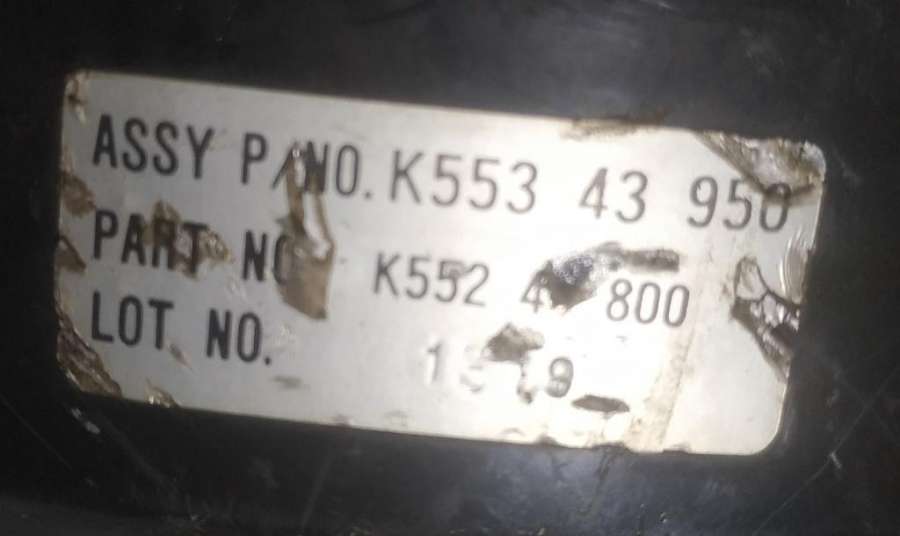 ASSY P/NO. K553 43 950
PART NO. K552 800
LOT NO.